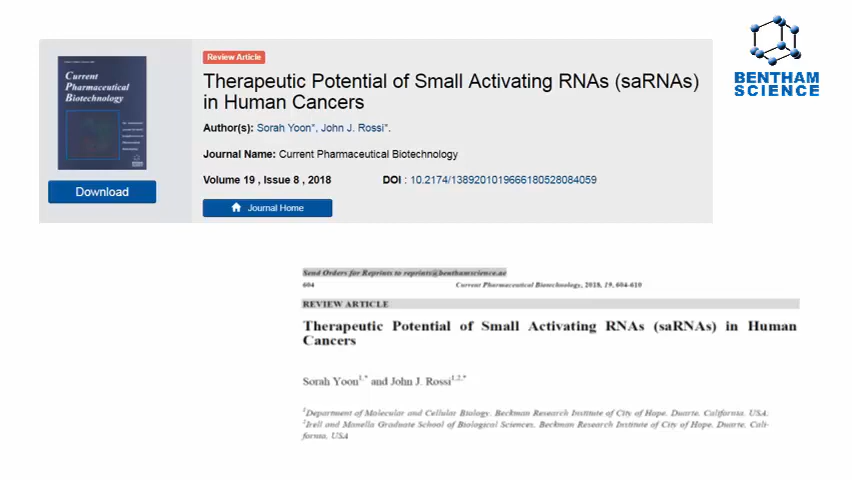 Current
Pharmaceutical
Biotechnology
Download
Review Article
Therapeutic Potential of Small Activating RNAs (saRNAs)
in Human Cancers
Author(s): Sorah Yoon*, John J. Rossi*.
Journal Name: Current Pharmaceutical Biotechnology
Volume 19 , Issue 8 , 2018 DOI : 10.2174/1389201019666180528084059
Journal Home
BENTHAM
SCIENCE
Send Orders for Reprints to reprints@benthamscience.ae
604 Current Pharmaceutical Biotechnology, 2018, 19, 604-610
REVIEW ARTICLE
Therapeutic Potential of Small Activating RNAs (saRNAs) in Human
Cancers
Sorah Yoon1,* and John J. Rossi1,2,*
1Department of Molecular and Cellular Biology, Beckman Research Institute of City of Hope, Duarte, California, USA;
2Irell and Manella Graduate School of Biological Sciences, Beckman Research Institute of City of Hope, Duarte, Cali-
fornia, USA